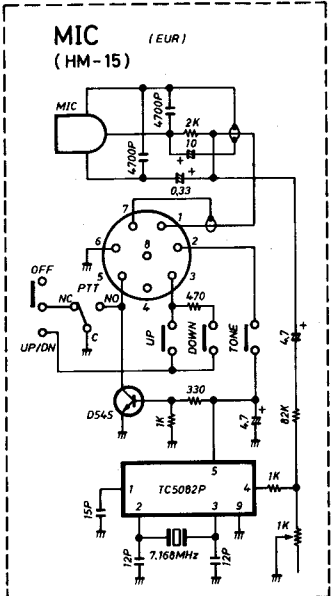 MIC (EUR)
(HM-15)
MIC
4700P
4700P
2K
10
+
+
0,33
7
1
6
8
2
5
3
4
OFF
PTT
NC
NO
C
UP/DN
470
UP
DOWN
TONE
4,7
+
D545
330
1K
4,7
+
82K
5
1
TC5082P
4
1K
2
3
9
15P
7.168MHz
12P
12P
1K